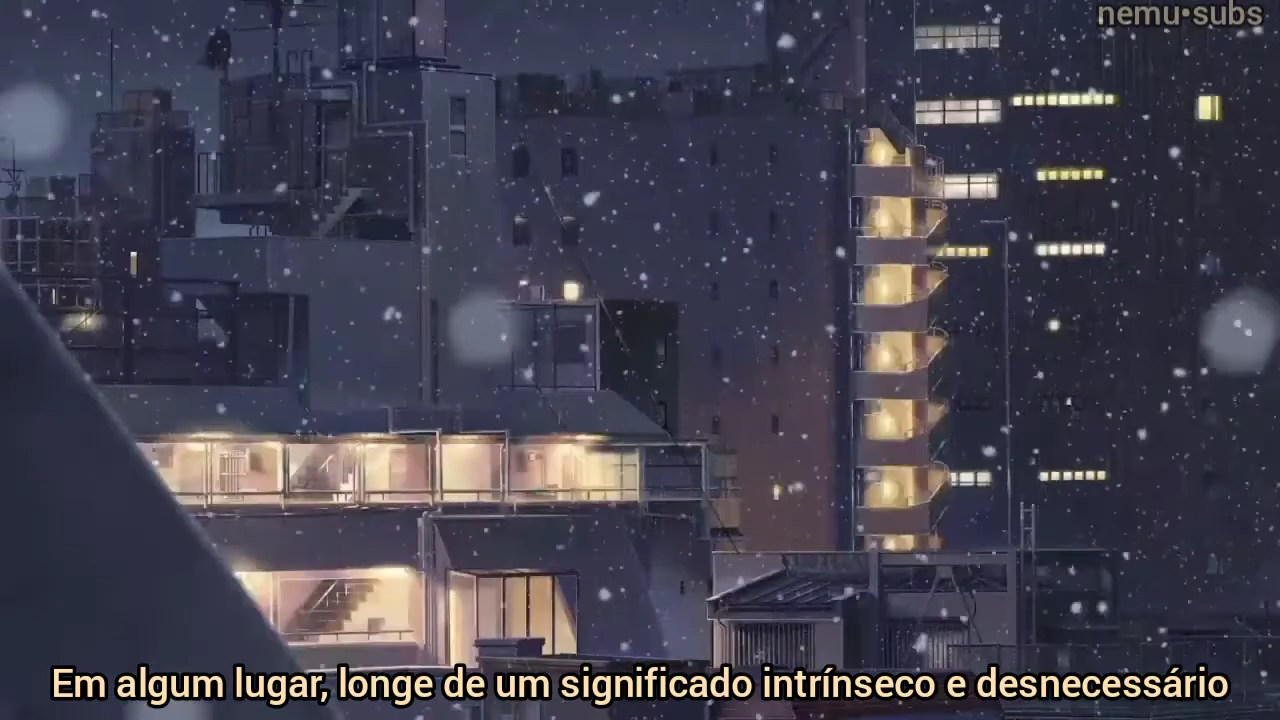 nemu•subs
Em algum lugar, longe de um significado intrínseco e desnecessário